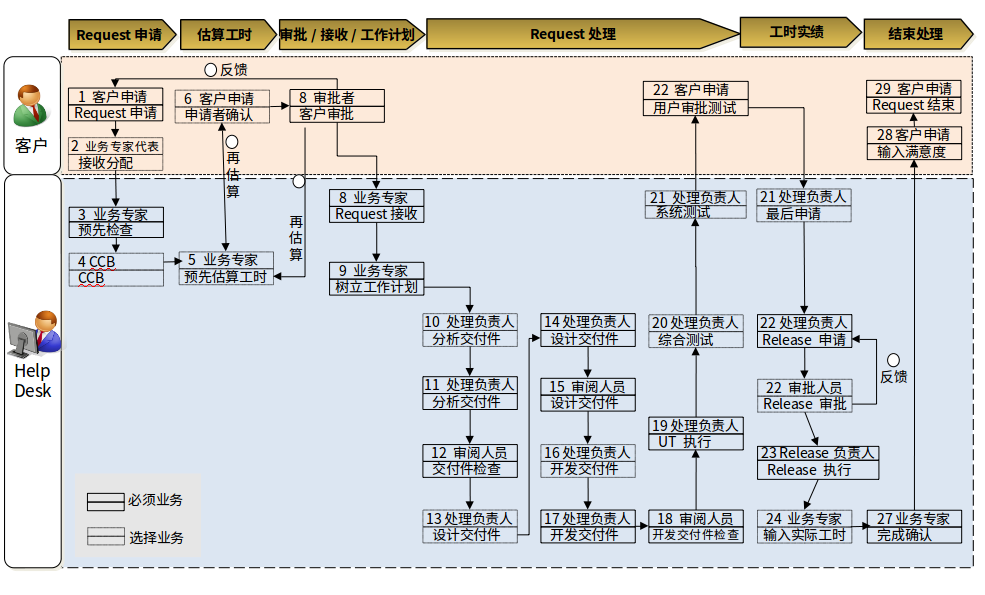 Request 申请
估算工时
审批 / 接收 / 工作计划
Request 处理
工时实绩
结束处理
客户
反馈
1 客户申请
Request 申请
2 业务专家代表
接收分配
6 客户申请
申请者确认
8 审批者
客户审批
22 客户申请
用户审批测试
29 客户申请
Request 结束
28 客户申请
输入满意度
再
估
算
Help
Desk
3 业务专家
预先检查
4 CCB
CCB
5 业务专家
预先估算工时
再
估
算
8 业务专家
Request 接收
9 业务专家
树立工作计划
10 处理负责人
分析交付件
11 处理负责人
分析交付件
12 审阅人员
交付件检查
13 处理负责人
设计交付件
14 处理负责人
设计交付件
15 审阅人员
设计交付件
16 处理负责人
开发交付件
17 处理负责人
开发交付件
18 审阅人员
开发交付件检查
19 处理负责人
UT 执行
20 处理负责人
综合测试
21 处理负责人
系统测试
21 处理负责人
最后申请
22 处理负责人
Release 申请
反馈
22 审批人员
Release 审批
23 Release 负责人
Release 执行
24 业务专家
输入实际工时
27 业务专家
完成确认
必须业务
选择业务